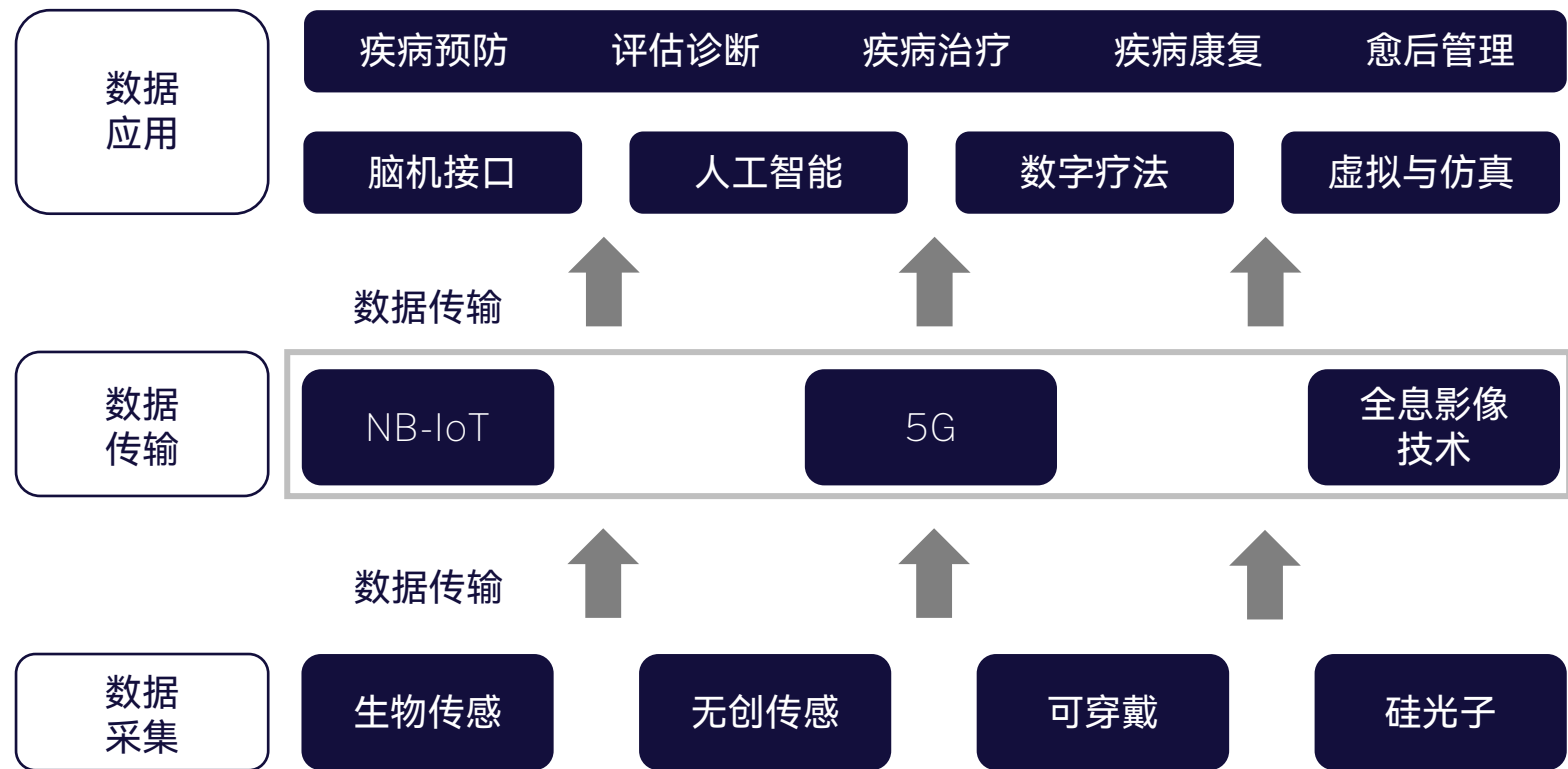 数据
应用
疾病预防 评估诊断 疾病治疗 疾病康复 愈后管理
脑机接口 人工智能 数字疗法 虚拟与仿真
数据传输
数据
传输
NB-IoT 5G 全息影像
技术
数据传输
数据
采集
生物传感 无创传感 可穿戴 硅光子